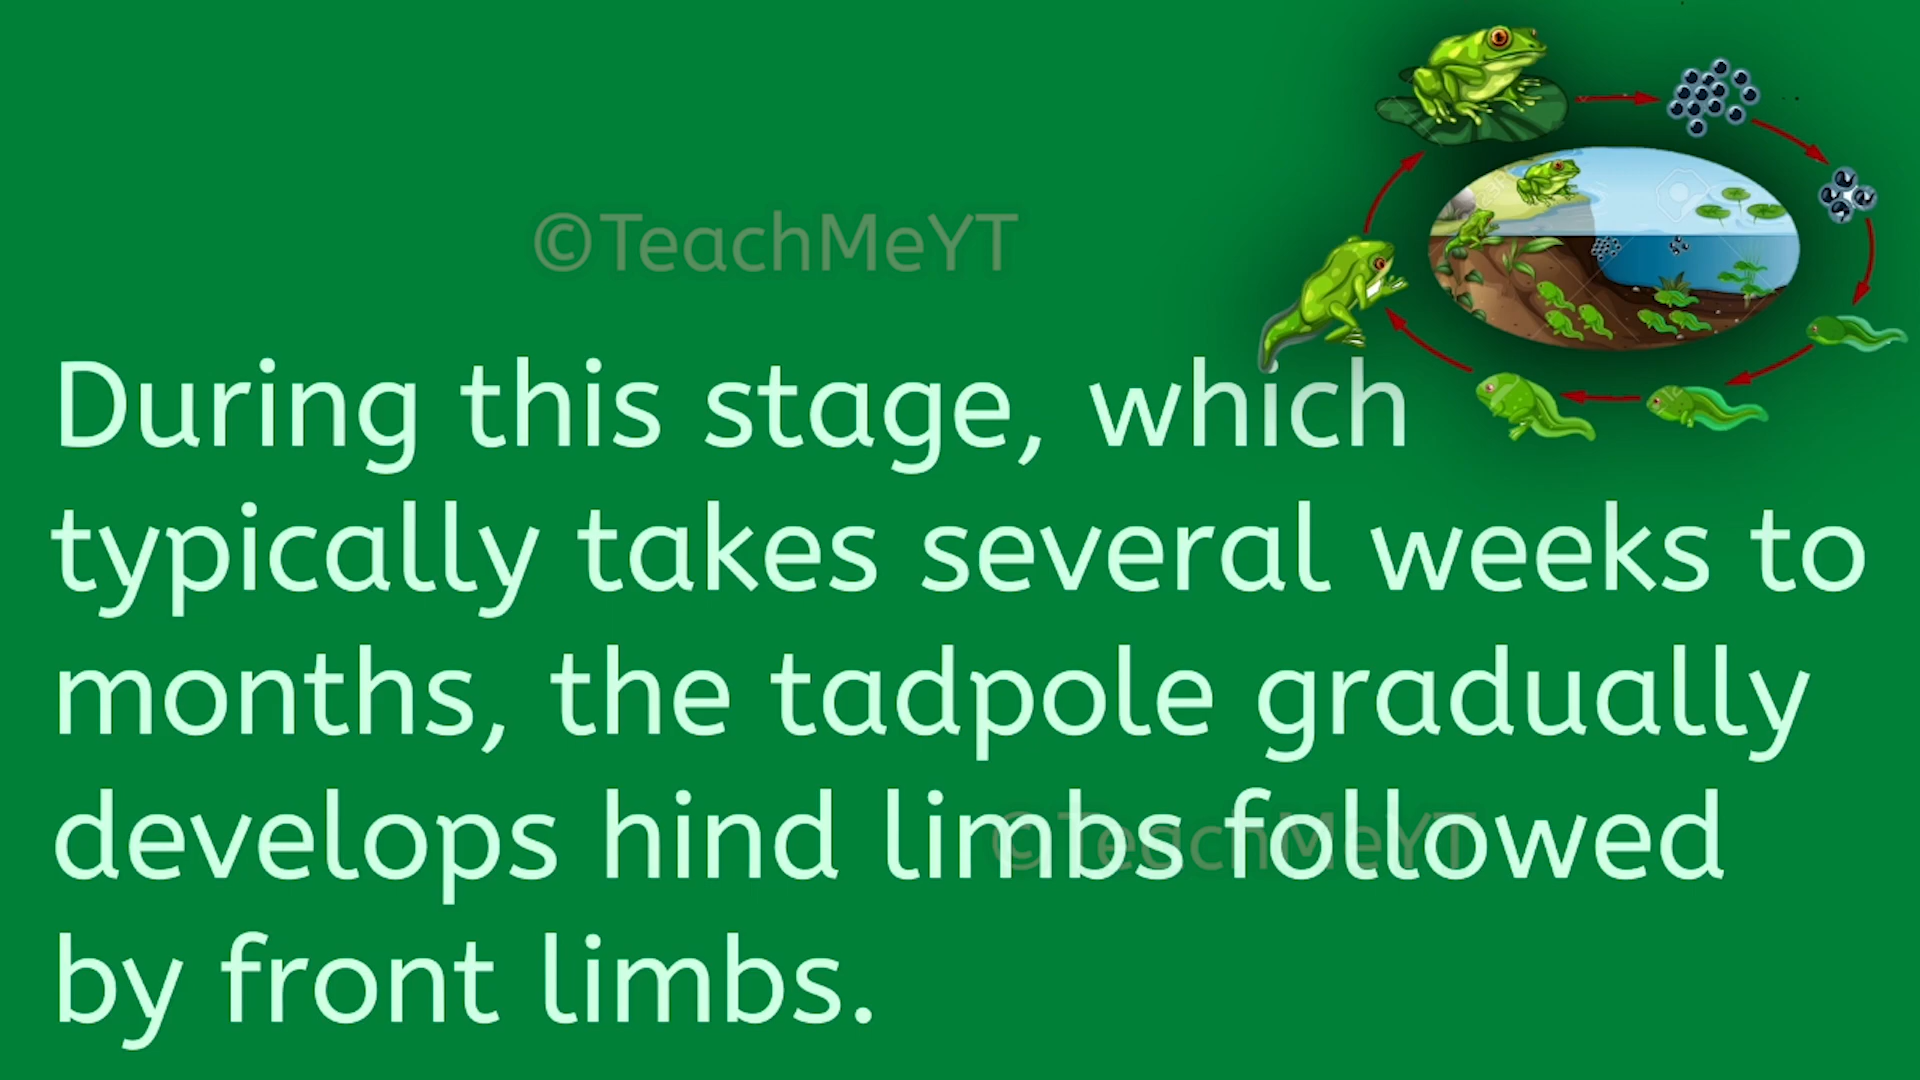 ©TeachMeYT
During this stage, which
typically takes several weeks to
months, the tadpole gradually
develops hind limbs followed
©TeachMeYT
by front limbs.